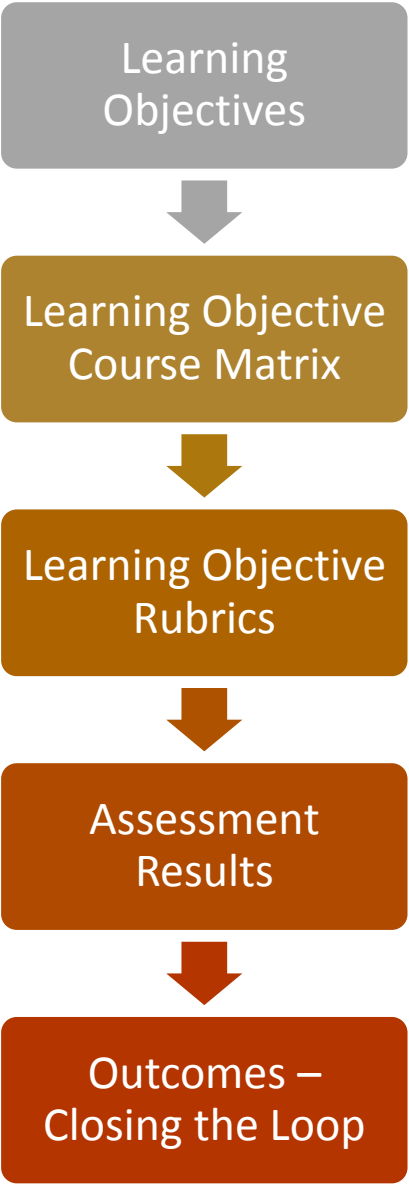 Learning
Objectives
Learning Objective
Course Matrix
Learning Objective
Rubrics
Assessment
Results
Outcomes –
Closing the Loop